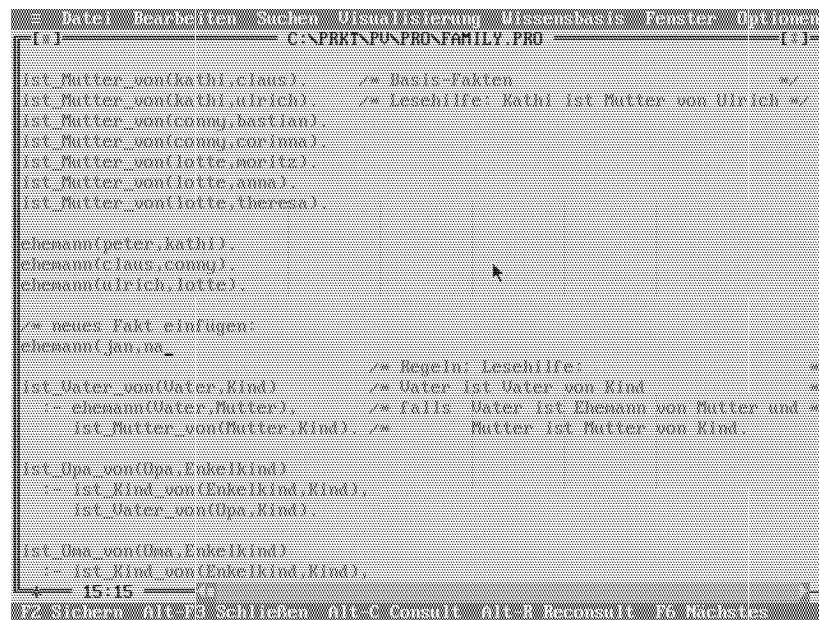 ≡ Datei Bearbeiten Suchen Visualisierung Wissensbasis Fenster Optionen
C:\PRKT\PV\PRO\FAMILY.PRO
ist_Mutter_von(kathi,claus). /* Basis-Fakten */
ist_Mutter_von(kathi,ulrich). /* Lesehilfe: Kathi ist Mutter von Ulrich */
ist_Mutter_von(conny,bastian).
ist_Mutter_von(conny,corinna).
ist_Mutter_von(lotte,moritz).
ist_Mutter_von(lotte,anna).
ist_Mutter_von(lotte,theresa).
ehemann(peter,kathi).
ehemann(claus,conny).
ehemann(ulrich,lotte).
/* neues Fakt einfügen:
ehemann(jan,na_
/* Regeln: Lesehilfe: *
ist_Vater_von(Vater,Kind) /* Vater ist Vater von Kind *
:- ehemann(Vater,Mutter), /* falls Vater ist Ehemann von Mutter und *
ist_Mutter_von(Mutter,Kind). /* Mutter ist Mutter von Kind.
ist_Opa_von(Opa,Enkelkind)
:- ist_Kind_von(Enkelkind,Kind),
ist_Vater_von(Opa,Kind).
ist_Oma_von(Oma,Enkelkind)
:- ist_Kind_von(Enkelkind,Kind),
15:15
F2 Sichern Alt-F3 Schließen Alt-C Consult Alt-R Reconsult F6 Nächstes